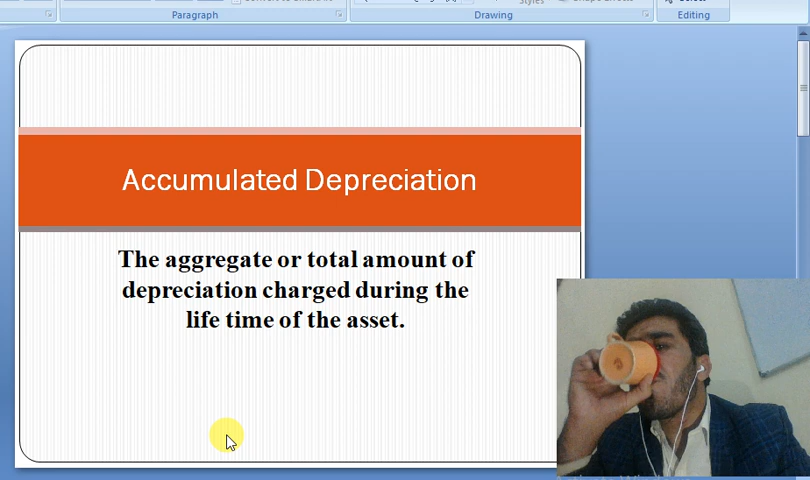 Paragraph
Drawing
Editing
Accumulated Depreciation
The aggregate or total amount of
depreciation charged during the
life time of the asset.